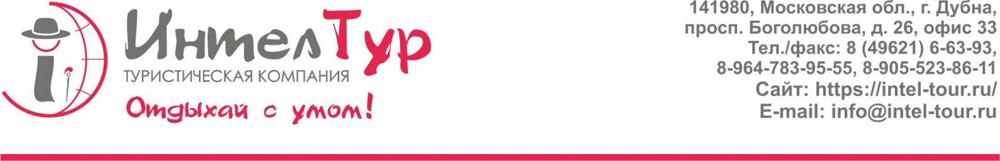 ИнтелТур
ТУРИСТИЧЕСКАЯ КОМПАНИЯ
Отдыхай с умом!
141980, Московская обл., г. Дубна,
просп. Боголюбова, д. 26, офис 33
Тел./факс: 8 (49621) 6-63-93,
8-964-783-95-55, 8-905-523-86-11
Сайт: https://intel-tour.ru/
E-mail: info@intel-tour.ru